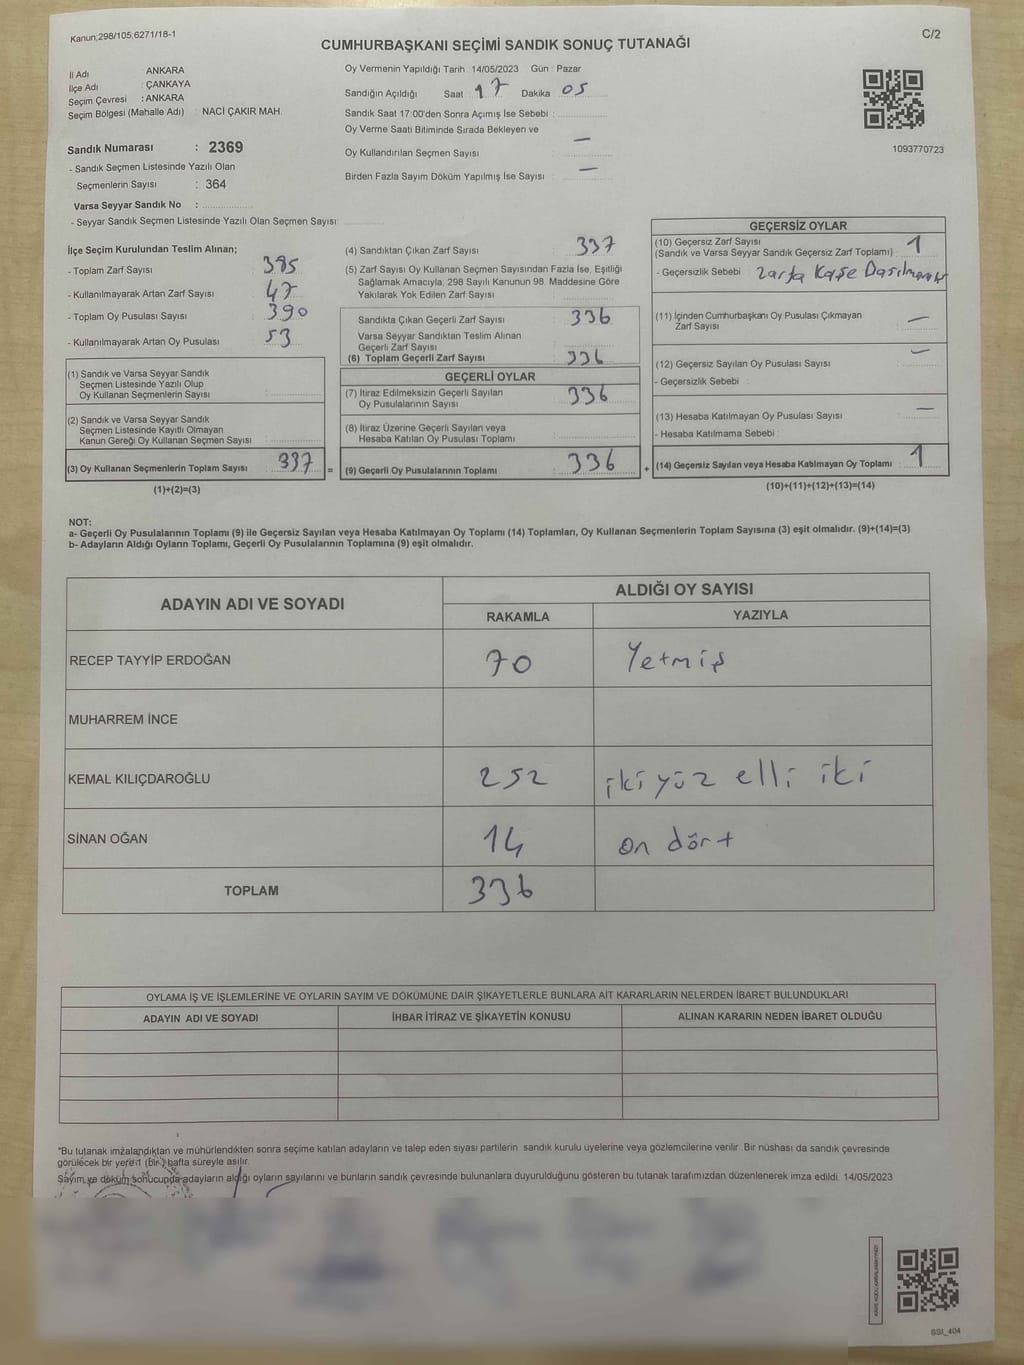 Kanun;298/105;6271/18-1
C/2
CUMHURBAŞKANI SEÇİMİ SANDIK SONUÇ TUTANAĞI
İl Adı : ANKARA
İlçe Adı : ÇANKAYA
Seçim Çevresi : ANKARA
Seçim Bölgesi (Mahalle Adı) : NACİ ÇAKIR MAH.
Sandık Numarası : 2369
- Sandık Seçmen Listesinde Yazılı Olan
Seçmenlerin Sayısı : 364
Varsa Seyyar Sandık No :
- Seyyar Sandık Seçmen Listesinde Yazılı Olan Seçmen Sayısı:
Oy Vermenin Yapıldığı Tarih : 14/05/2023 Gün : Pazar
Sandığın Açıldığı Saat 17 Dakika 05
Sandık Saat 17:00'den Sonra Açımış İse Sebebi :
Oy Verme Saati Bitiminde Sırada Bekleyen ve
Oy Kullandırılan Seçmen Sayısı : —
Birden Fazla Sayım Döküm Yapılmış İse Sayısı : —
1093770723
İlçe Seçim Kurulundan Teslim Alınan;
- Toplam Zarf Sayısı : 385
- Kullanılmayarak Artan Zarf Sayısı : 47
- Toplam Oy Pusulası Sayısı : 390
- Kullanılmayarak Artan Oy Pusulası : 53
(1) Sandık ve Varsa Seyyar Sandık
Seçmen Listesinde Yazılı Olup
Oy Kullanan Seçmenlerin Sayısı :
(2) Sandık ve Varsa Seyyar Sandık
Seçmen Listesinde Kayıtlı Olmayan
Kanun Gereği Oy Kullanan Seçmen Sayısı :
(3) Oy Kullanan Seçmenlerin Toplam Sayısı : 337 =
(1)+(2)=(3)
(4) Sandıktan Çıkan Zarf Sayısı : 337
(5) Zarf Sayısı Oy Kullanan Seçmen Sayısından Fazla İse, Eşitliği
Sağlamak Amacıyla, 298 Sayılı Kanunun 98. Maddesine Göre
Yakılarak Yok Edilen Zarf Sayısı :
Sandıkta Çıkan Geçerli Zarf Sayısı : 336
Varsa Seyyar Sandıktan Teslim Alınan
Geçerli Zarf Sayısı :
(6) Toplam Geçerli Zarf Sayısı : 336
GEÇERLİ OYLAR
(7) İtiraz Edilmeksizin Geçerli Sayılan
Oy Pusulalarının Sayısı : 336
(8) İtiraz Üzerine Geçerli Sayılan veya
Hesaba Katılan Oy Pusulası Toplamı :
(9) Geçerli Oy Pusulalarının Toplamı : 336 +
GEÇERSİZ OYLAR
(10) Geçersiz Zarf Sayısı
(Sandık ve Varsa Seyyar Sandık Geçersiz Zarf Toplamı) : 1
- Geçersizlik Sebebi : zarfa Kaşe Basılmamış
(11) İçinden Cumhurbaşkanı Oy Pusulası Çıkmayan
Zarf Sayısı : —
(12) Geçersiz Sayılan Oy Pusulası Sayısı : —
- Geçersizlik Sebebi :
(13) Hesaba Katılmayan Oy Pusulası Sayısı : —
- Hesaba Katılmama Sebebi :
(14) Geçersiz Sayılan veya Hesaba Katılmayan Oy Toplamı : 1
(10)+(11)+(12)+(13)=(14)
NOT:
a- Geçerli Oy Pusulalarının Toplamı (9) ile Geçersiz Sayılan veya Hesaba Katılmayan Oy Toplamı (14) Toplamları, Oy Kullanan Seçmenlerin Toplam Sayısına (3) eşit olmalıdır. (9)+(14)=(3)
b- Adayların Aldığı Oyların Toplamı, Geçerli Oy Pusulalarının Toplamına (9) eşit olmalıdır.
ADAYIN ADI VE SOYADI
ALDIĞI OY SAYISI
RAKAMLA YAZIYLA
RECEP TAYYİP ERDOĞAN 70 Yetmiş
MUHARREM İNCE
KEMAL KILIÇDAROĞLU 252 iki yüz elli iki
SİNAN OĞAN 14 on dört
TOPLAM 336
OYLAMA İŞ VE İŞLEMLERİNE VE OYLARIN SAYIM VE DÖKÜMÜNE DAİR ŞİKAYETLERLE BUNLARA AİT KARARLARIN NELERDEN İBARET BULUNDUKLARI
ADAYIN ADI VE SOYADI İHBAR İTİRAZ VE ŞİKAYETİN KONUSU ALINAN KARARIN NEDEN İBARET OLDUĞU
*Bu tutanak imzalandıktan ve mühürlendikten sonra seçime katılan adayların ve talep eden siyasi partilerin sandık kurulu üyelerine veya gözlemcilerine verilir. Bir nüshası da sandık çevresinde
görülecek bir yere 1 (Bir) hafta süreyle asılır.
Sayım ve döküm sonucunda adayların aldığı oyların sayılarını ve bunların sandık çevresinde bulunanlara duyurulduğunu gösteren bu tutanak tarafımızdan düzenlenerek imza edildi. 14/05/2023
SSI_404